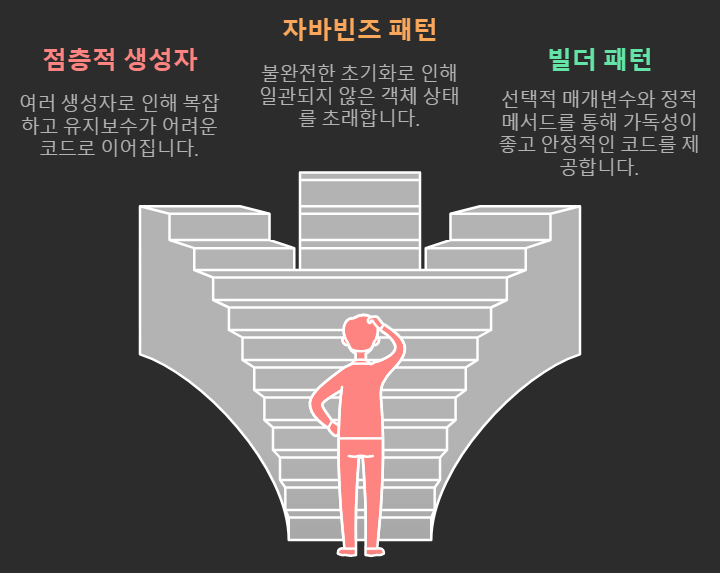 점층적 생성자
여러 생성자로 인해 복잡
하고 유지보수가 어려운
코드로 이어집니다.
자바빈즈 패턴
불완전한 초기화로 인해
일관되지 않은 객체 상태
를 초래합니다.
빌더 패턴
선택적 매개변수와 정적
메서드를 통해 가독성이
좋고 안정적인 코드를 제
공합니다.